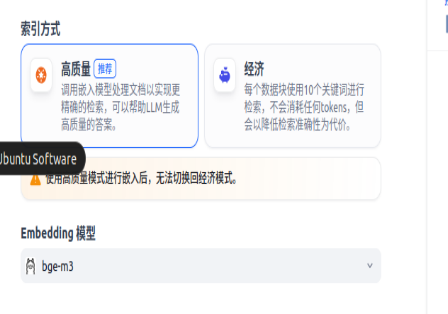 索引方式
高质量 推荐
调用嵌入模型处理文档以实现更
精确的检索，可以帮助LLM生成
高质量的答案。
经济
每个数据块使用10个关键词进行
检索，不会消耗任何tokens，但
会以降低检索准确性为代价。
Ubuntu Software
使用高质量模式进行嵌入后，无法切换回经济模式。
Embedding 模型
bge-m3